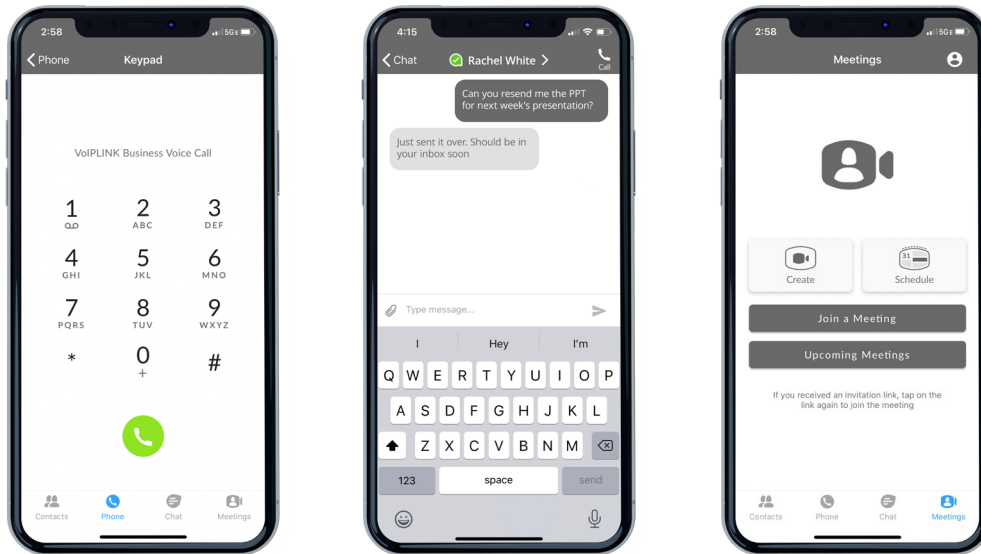 2:58
5G E
Phone
Keypad
VoIPLINK Business Voice Call
1
2
ABC
3
DEF
4
GHI
5
JKL
6
MNO
7
PQRS
8
TUV
9
WXYZ
*
0
+
#
Contacts
Phone
Chat
Meetings
4:15
Chat
Rachel White
Call
Can you resend me the PPT
for next week's presentation?
Just sent it over. Should be in
your inbox soon
Type message...
I
Hey
I'm
Q W E R T Y U I O P
A S D F G H J K L
Z X C V B N M
123
space
send
2:58
5G E
Meetings
31
Create
Schedule
Join a Meeting
Upcoming Meetings
If you received an invitation link, tap on the
link again to join the meeting
Contacts
Phone
Chat
Meetings